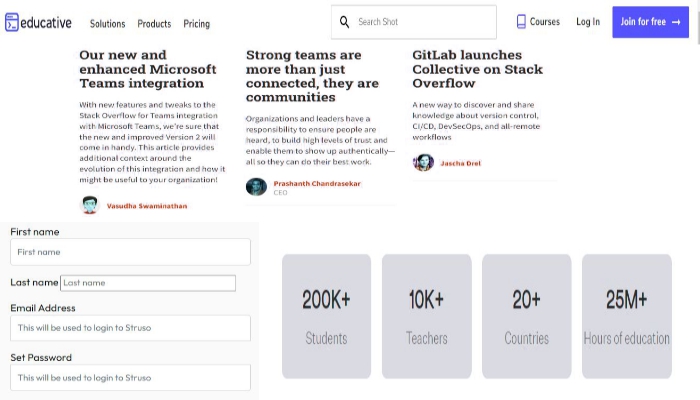 educative
Solutions
Products
Pricing
Search Shot
Courses
Log In
Join for free →
Our new and
enhanced Microsoft
Teams integration
With new features and tweaks to the
Stack Overflow for Teams integration
with Microsoft Teams, we're sure that
the new and improved Version 2 will
come in handy. This article provides
additional context around the
evolution of this integration and how it
might be useful to your organization!
Vasudha Swaminathan
Strong teams are
more than just
connected, they are
communities
Organizations and leaders have a
responsibility to ensure people are
heard, to build high levels of trust and
enable them to show up authentically—
all so they can do their best work.
Prashanth Chandrasekar
CEO
GitLab launches
Collective on Stack
Overflow
A new way to discover and share
knowledge about version control,
CI/CD, DevSecOps, and all-remote
workflows
Jascha Drel
First name
First name
Last name
Last name
Email Address
This will be used to login to Struso
Set Password
This will be used to login to Struso
200K+
Students
10K+
Teachers
20+
Countries
25M+
Hours of education